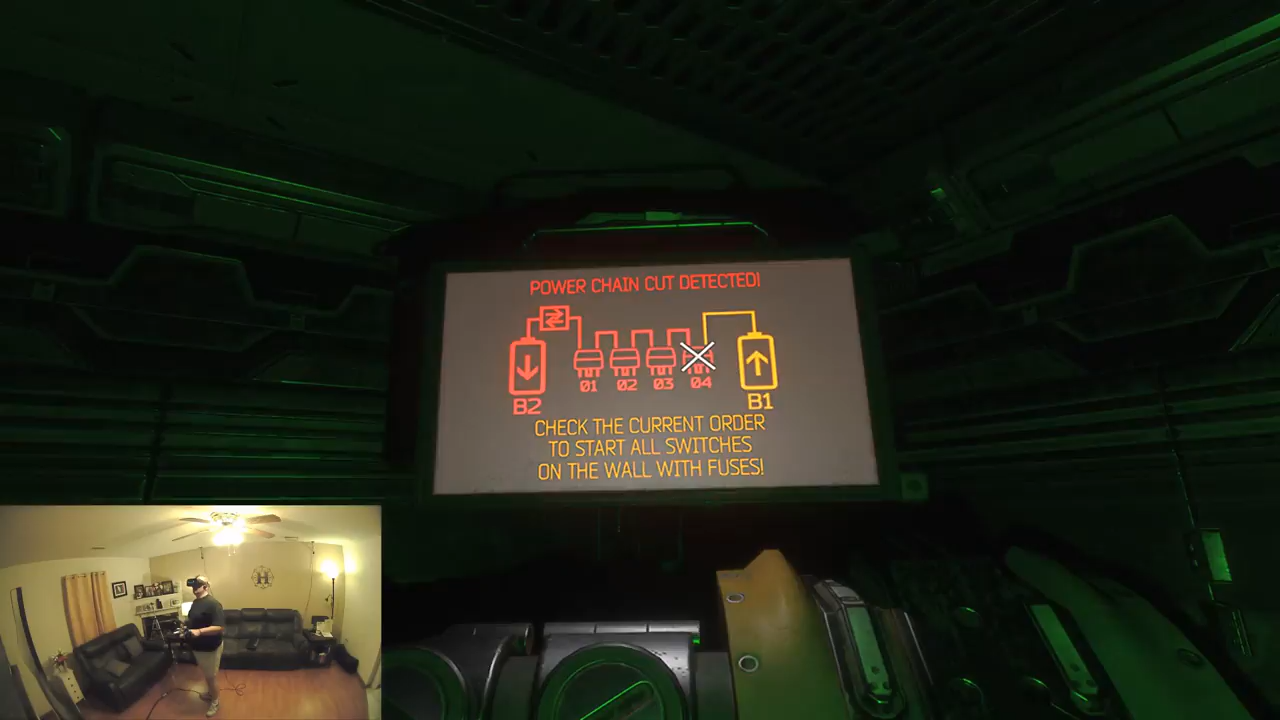 POWER CHAIN CUT DETECTED!
01 02 03 04
B2 B1
CHECK THE CURRENT ORDER
TO START ALL SWITCHES
ON THE WALL WITH FUSES!
H